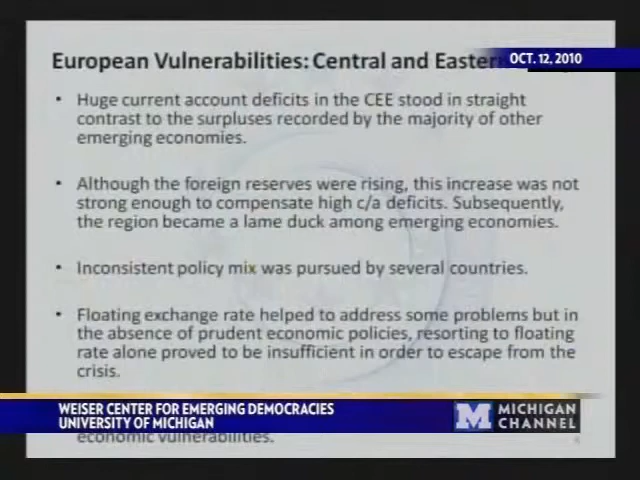 European Vulnerabilities: Central and Eastern
OCT. 12, 2010
• Huge current account deficits in the CEE stood in straight
contrast to the surpluses recorded by the majority of other
emerging economies.
• Although the foreign reserves were rising, this increase was not
strong enough to compensate high c/a deficits. Subsequently,
the region became a lame duck among emerging economies.
• Inconsistent policy mix was pursued by several countries.
• Floating exchange rate helped to address some problems but in
the absence of prudent economic policies, resorting to floating
rate alone proved to be insufficient in order to escape from the
crisis.
WEISER CENTER FOR EMERGING DEMOCRACIES
UNIVERSITY OF MICHIGAN
M MICHIGAN
CHANNEL
economic vulnerabilities.